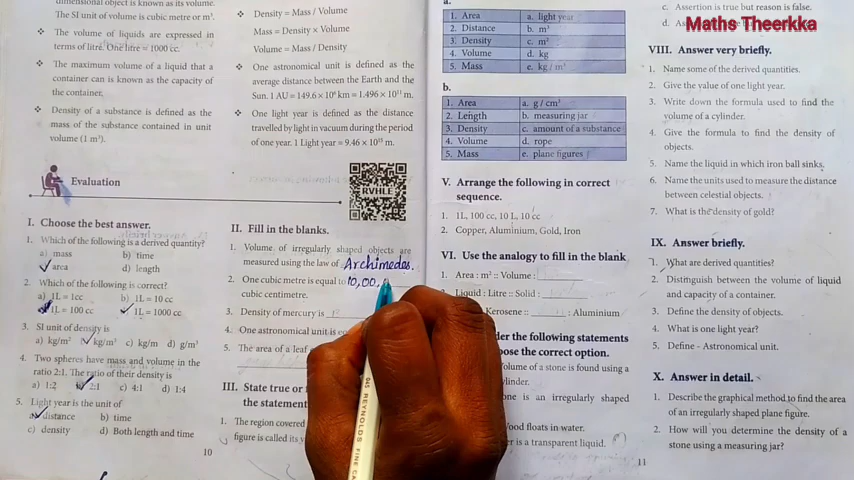 dimensional object is known as its volume.
The SI unit of volume is cubic metre or m³.
❖ The volume of liquids are expressed in
terms of litre. One litre = 1000 cc.
❖ The maximum volume of a liquid that a
container can known as the capacity of
the container.
❖ Density of a substance is defined as the
mass of the substance contained in unit
volume (1 m³).
Evaluation
I. Choose the best answer.
1. Which of the following is a derived quantity?
a) mass b) time
area d) length
2. Which of the following is correct?
a) 1L = 1cc b) 1L = 10 cc
1L = 100 cc 1L = 1000 cc
3. SI unit of density is
a) kg/m² kg/m³ c) kg/m d) g/m³
4. Two spheres have mass and volume in the
ratio 2:1. The ratio of their density is
a) 1:2 b) 2:1 c) 4:1 d) 1:4
5. Light year is the unit of
distance b) time
c) density d) Both length and time
10
❖ Density = Mass / Volume
Mass = Density × Volume
Volume = Mass / Density
❖ One astronomical unit is defined as the
average distance between the Earth and the
Sun. 1 AU = 149.6 × 10⁶ km = 1.496 × 10¹¹ m.
❖ One light year is defined as the distance
travelled by light in vacuum during the period
of one year. 1 Light year = 9.46 × 10¹⁵ m.
RVHLE
II. Fill in the blanks.
1. Volume of irregularly shaped objects are
measured using the law of Archimedes.
2. One cubic metre is equal to 10,00,
cubic centimetre.
3. Density of mercury is
4. One astronomical unit is
5. The area of a leaf
III. State true or
the statement
1. The region covered
figure is called its
a.
1. Area a. light year
2. Distance b. m³
3. Density c. m²
4. Volume d. kg
5. Mass e. kg / m³
b.
1. Area a. g / cm³
2. Length b. measuring jar
3. Density c. amount of a substance
4. Volume d. rope
5. Mass e. plane figures
V. Arrange the following in correct
sequence.
1. 1L, 100 cc, 10 L, 10 cc
2. Copper, Aluminium, Gold, Iron
VI. Use the analogy to fill in the blank
1. Area : m² :: Volume :
2. Liquid : Litre :: Solid :
Kerosene :: : Aluminium
the following statements
the correct option.
volume of a stone is found using a
cylinder.
is an irregularly shaped
Wood floats in water.
is a transparent liquid.
11
c. Assertion is true but reason is false.
d.
Maths Theerkka
VIII. Answer very briefly.
1. Name some of the derived quantities.
2. Give the value of one light year.
3. Write down the formula used to find the
volume of a cylinder.
4. Give the formula to find the density of
objects.
5. Name the liquid in which iron ball sinks.
6. Name the units used to measure the distance
between celestial objects.
7. What is the density of gold?
IX. Answer briefly.
1. What are derived quantities?
2. Distinguish between the volume of liquid
and capacity of a container.
3. Define the density of objects.
4. What is one light year?
5. Define - Astronomical unit.
X. Answer in detail.
1. Describe the graphical method to find the area
of an irregularly shaped plane figure.
2. How will you determine the density of a
stone using a measuring jar?